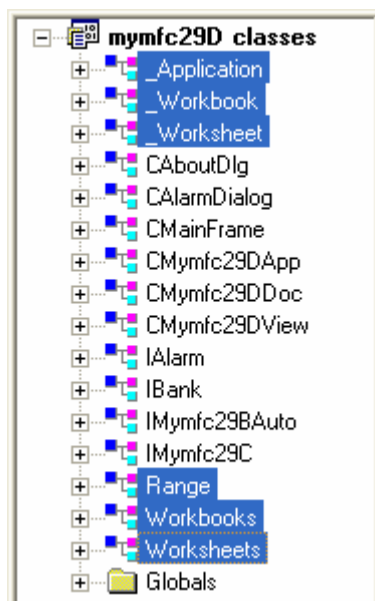 mymfc29D classes
_Application
_Workbook
_Worksheet
CAboutDlg
CAlarmDialog
CMainFrame
CMymfc29DApp
CMymfc29DDoc
CMymfc29DView
IAlarm
IBank
IMymfc29BAuto
IMymfc29C
Range
Workbooks
Worksheets
Globals